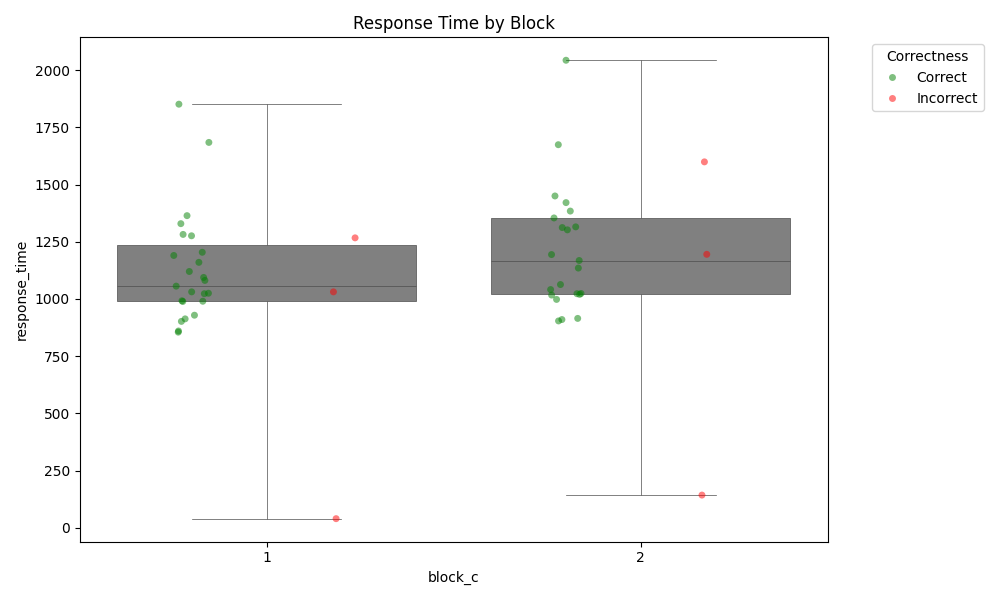 Response Time by Block
Correctness
Correct
Incorrect
2000
1750
1500
1250
1000
750
500
250
0
response_time
1
2
block_c